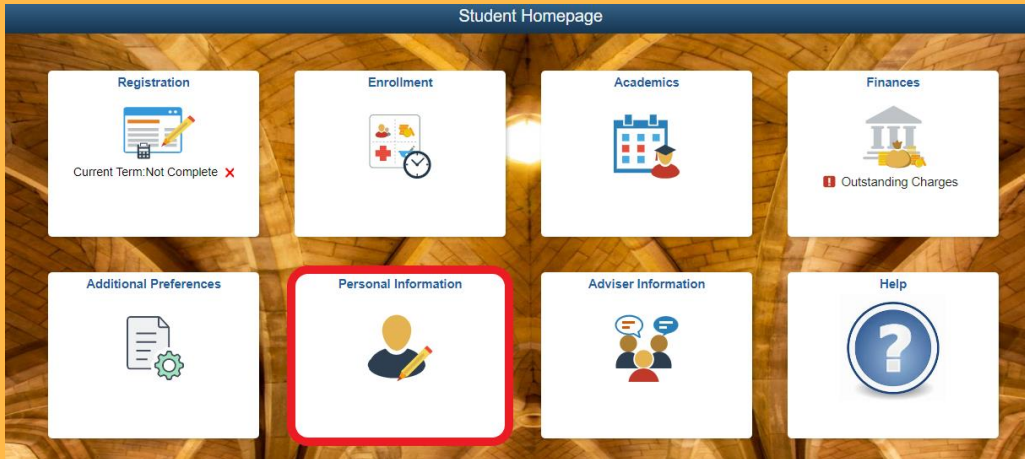 Student Homepage
Registration
Current Term:Not Complete
Enrollment
Academics
Finances
Outstanding Charges
Additional Preferences
Personal Information
Adviser Information
Help